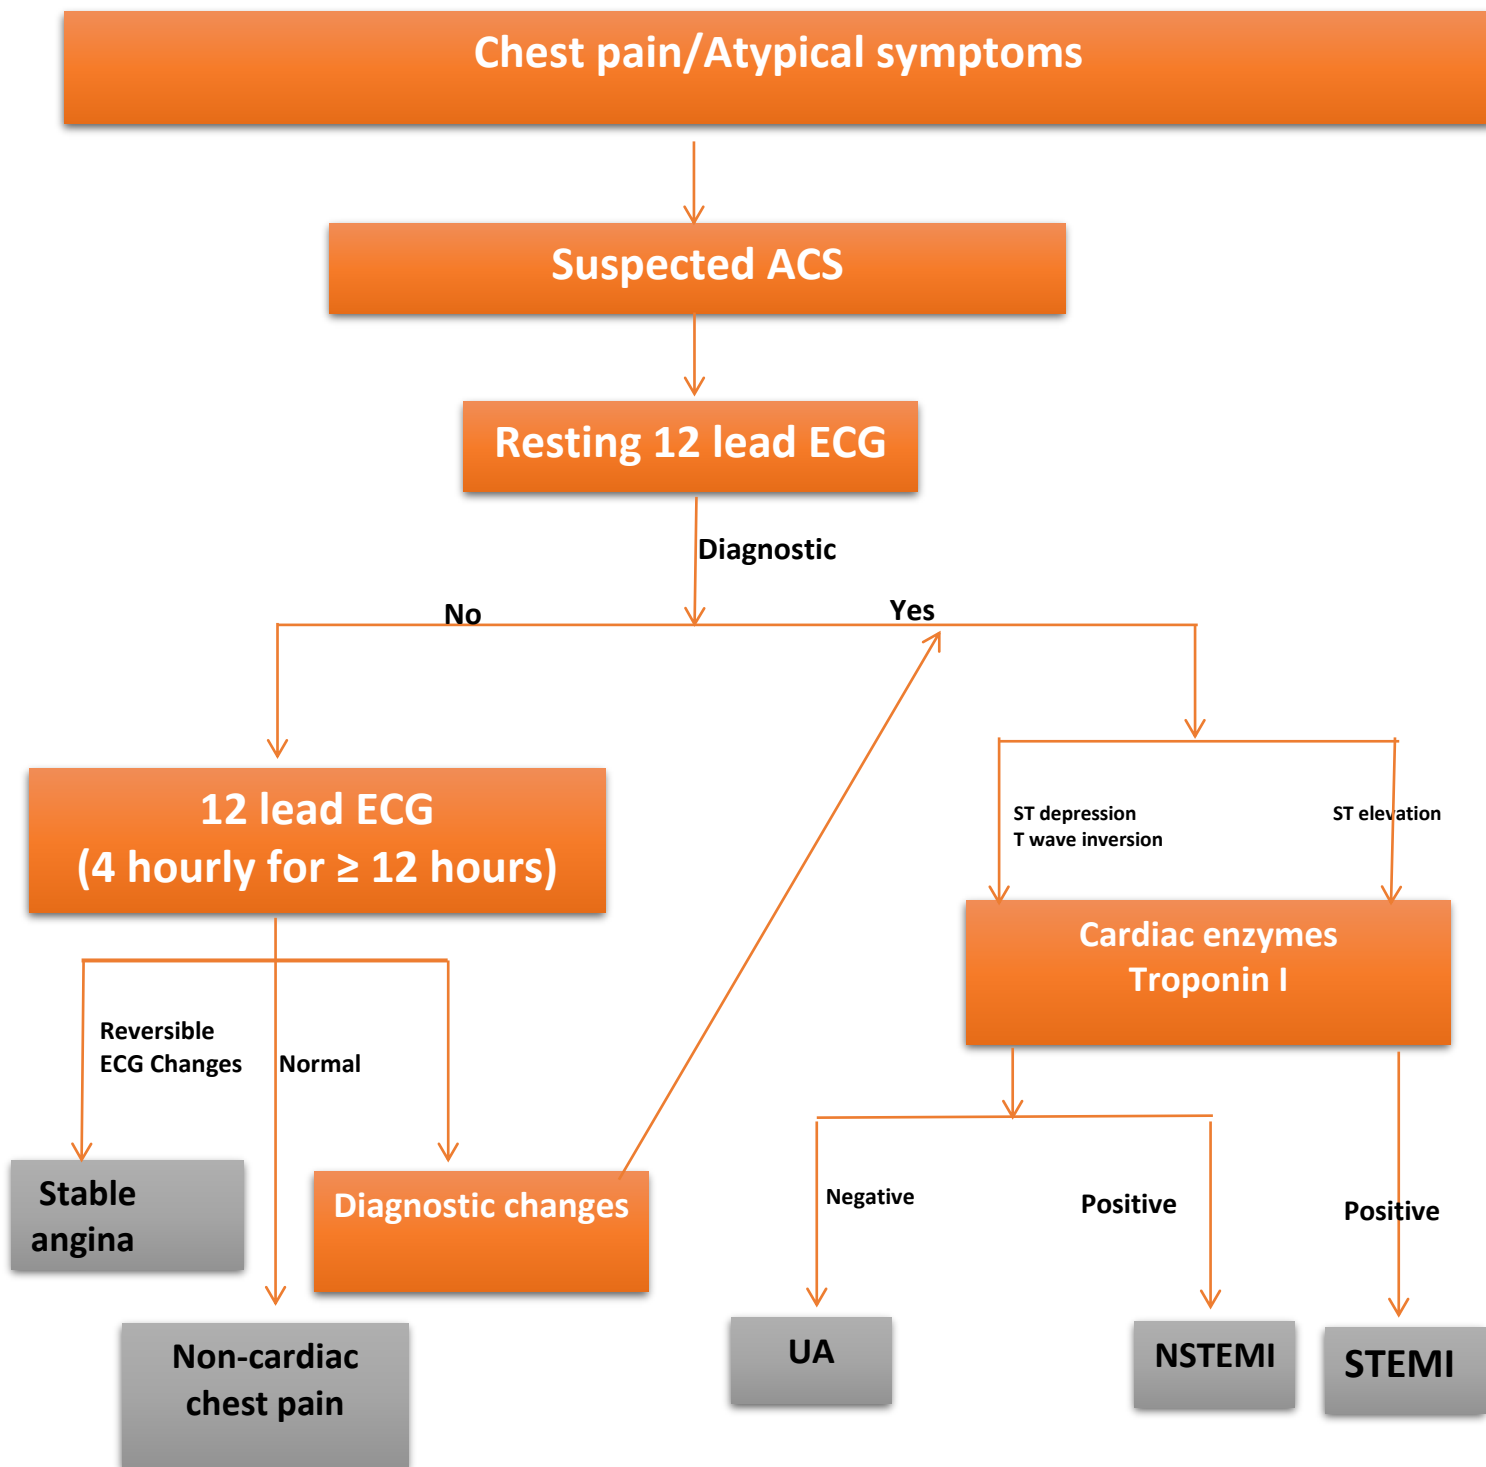 Chest pain/Atypical symptoms
Suspected ACS
Resting 12 lead ECG
Diagnostic
No
Yes
12 lead ECG
(4 hourly for ≥ 12 hours)
ST depression
T wave inversion
ST elevation
Cardiac enzymes
Troponin I
Reversible
ECG Changes
Normal
Stable
angina
Diagnostic changes
Negative
Positive
Positive
Non-cardiac
chest pain
UA
NSTEMI
STEMI